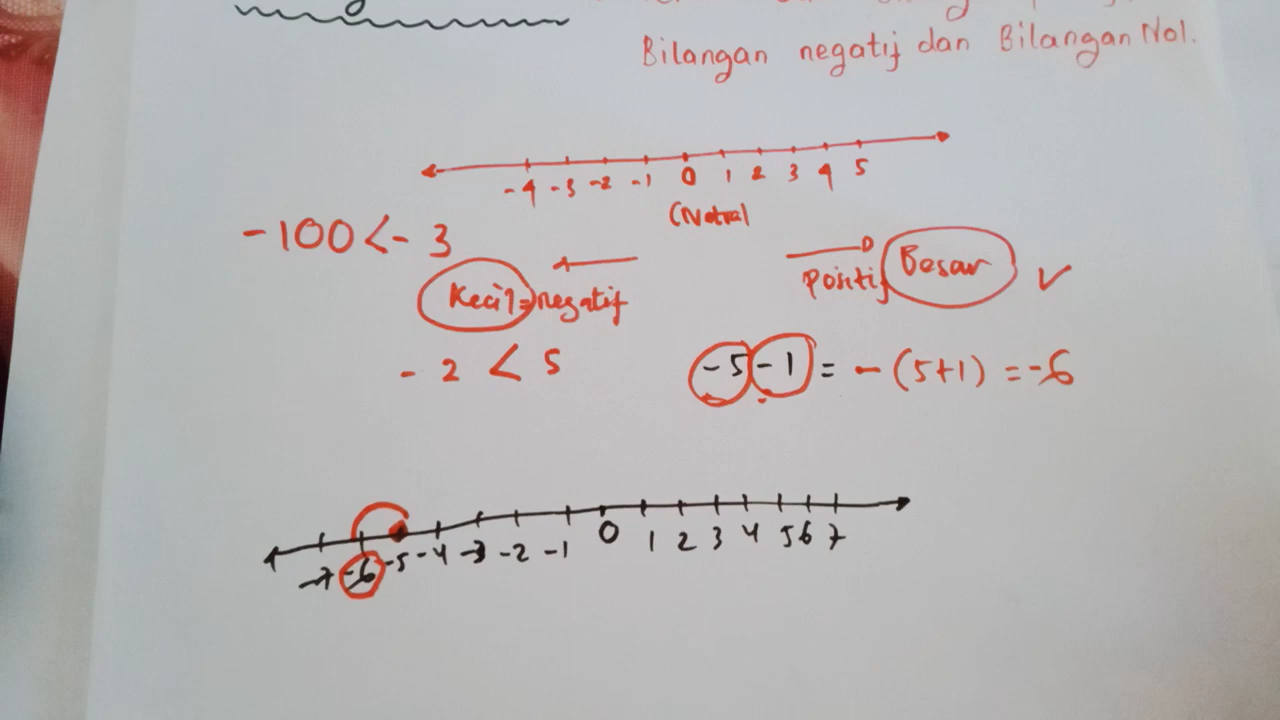 Bilangan negatif dan Bilangan Nol.
-4 -3 -2 -1 0 1 2 3 4 5
-100 < -3
Kecil = negatif
Positif Besar ✓
-2 < 5
-5 -1 = -(5+1) = -6
-7 -6 -5 -4 -3 -2 -1 0 1 2 3 4 5 6 7